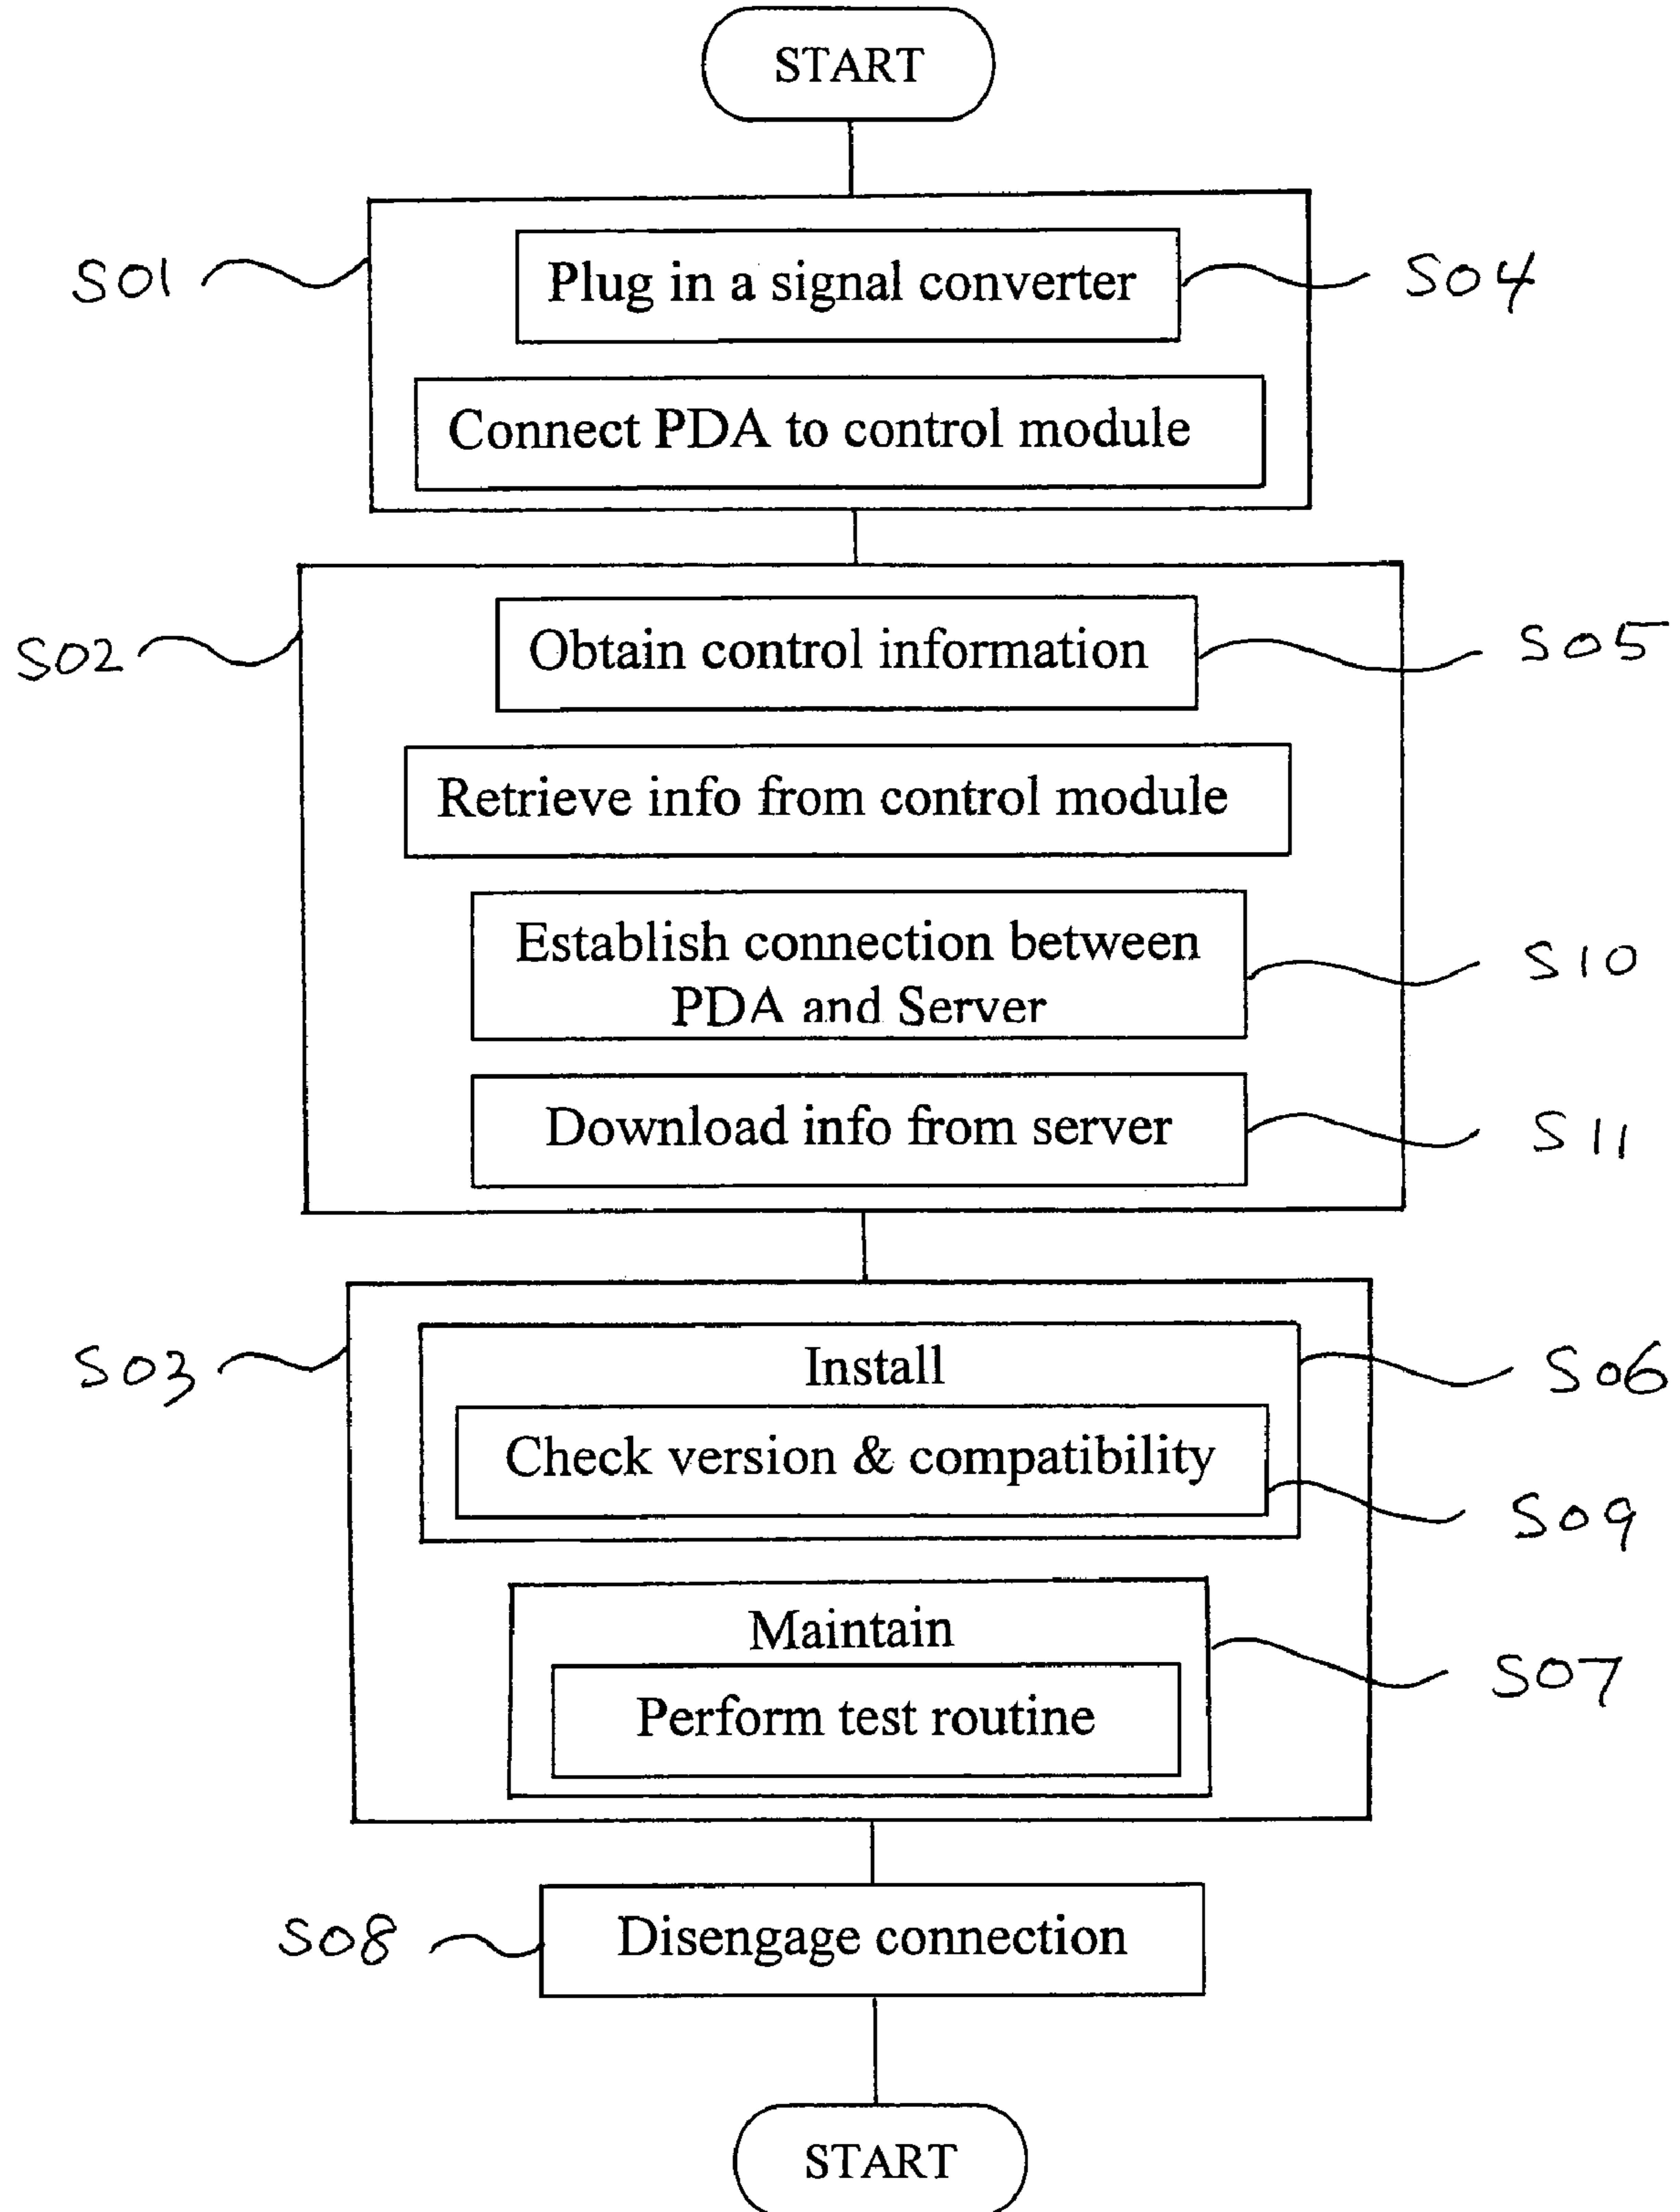 START
S01
Plug in a signal converter
S04
Connect PDA to control module
S02
Obtain control information
S05
Retrieve info from control module
Establish connection between
PDA and Server
S10
Download info from server
S11
S03
Install
S06
Check version & compatibility
S09
Maintain
S07
Perform test routine
S08
Disengage connection
START